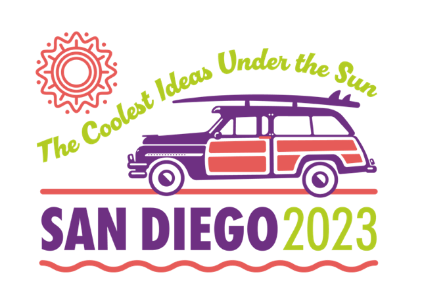 The Coolest Ideas Under the Sun
SAN DIEGO 2023